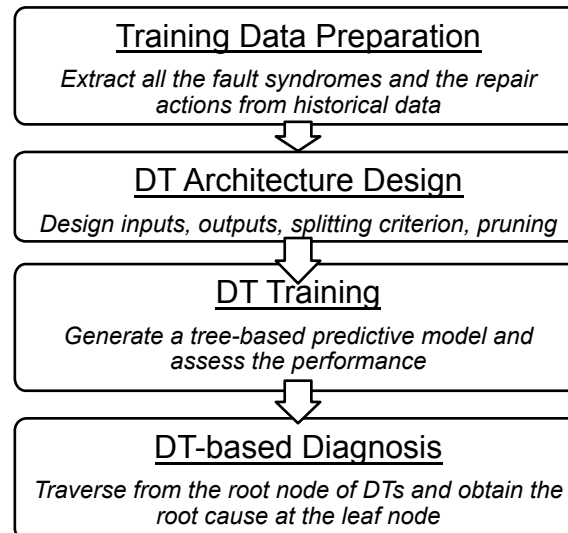 Training Data Preparation
Extract all the fault syndromes and the repair
actions from historical data
DT Architecture Design
Design inputs, outputs, splitting criterion, pruning
DT Training
Generate a tree-based predictive model and
assess the performance
DT-based Diagnosis
Traverse from the root node of DTs and obtain the
root cause at the leaf node